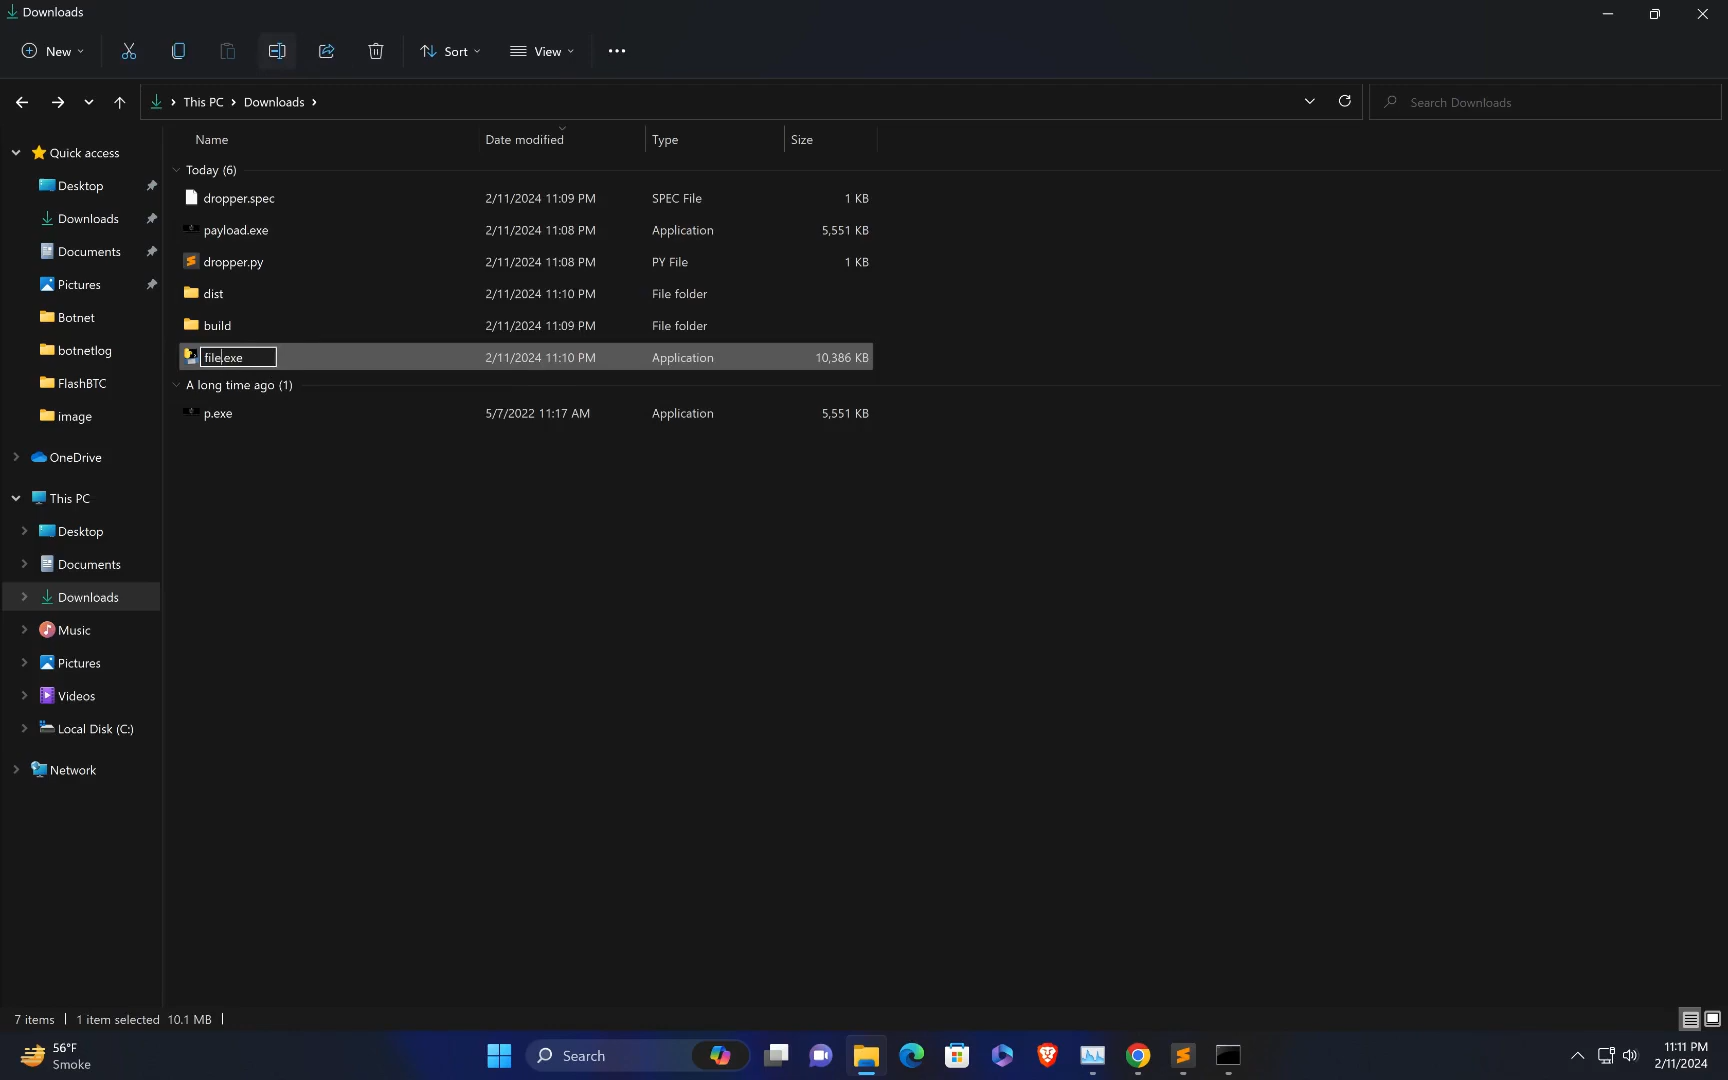 Downloads
New
Sort
View
This PC
Downloads
Search Downloads
Name
Date modified
Type
Size
Quick access
Desktop
Downloads
Documents
Pictures
Botnet
botnetlog
FlashBTC
image
OneDrive
This PC
Desktop
Documents
Downloads
Music
Pictures
Videos
Local Disk (C:)
Network
Today (6)
dropper.spec 2/11/2024 11:09 PM SPEC File 1 KB
payload.exe 2/11/2024 11:08 PM Application 5,551 KB
dropper.py 2/11/2024 11:08 PM PY File 1 KB
dist 2/11/2024 11:10 PM File folder
build 2/11/2024 11:09 PM File folder
file.exe 2/11/2024 11:10 PM Application 10,386 KB
A long time ago (1)
p.exe 5/7/2022 11:17 AM Application 5,551 KB
7 items 1 item selected 10.1 MB
56°F
Smoke
Search
11:11 PM
2/11/2024